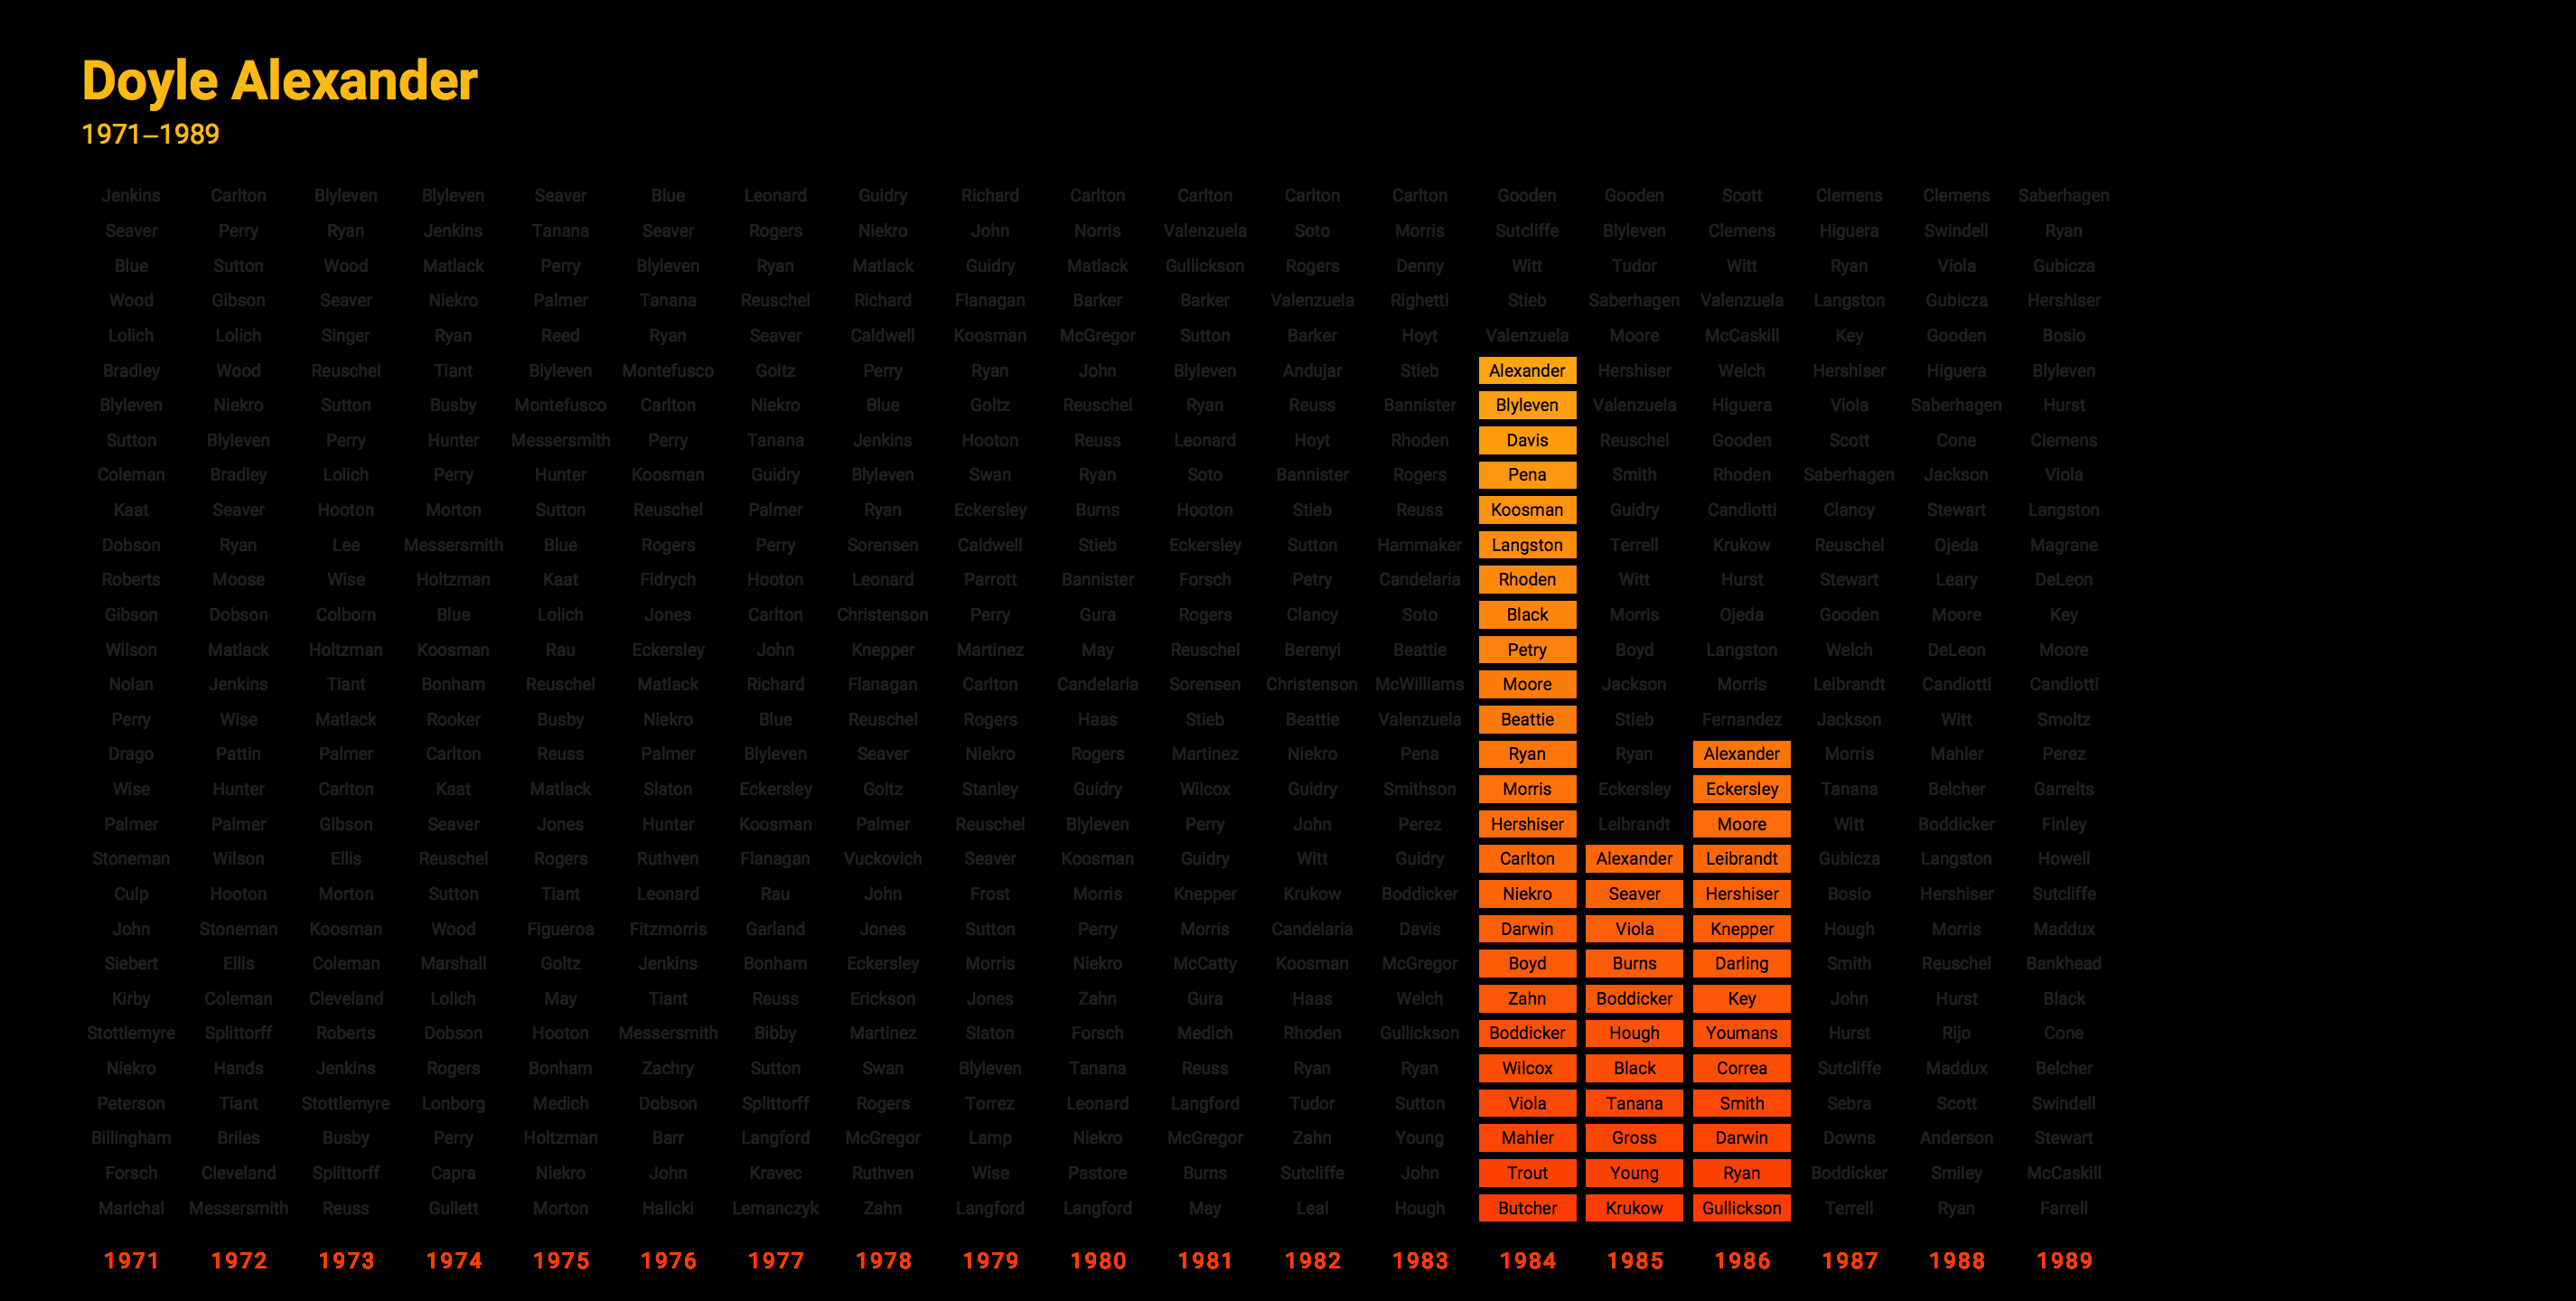 Doyle Alexander
1971–1989
Jenkins Carlton Blyleven Blyleven Seaver Blue Leonard Guidry Richard Carlton Carlton Carlton Carlton Gooden Gooden Scott Clemens Clemens Saberhagen
Seaver Perry Ryan Jenkins Tanana Seaver Rogers Niekro John Norris Valenzuela Soto Morris Sutcliffe Blyleven Clemens Higuera Swindell Ryan
Blue Sutton Wood Matlack Perry Blyleven Ryan Matlack Guidry Matlack Gullickson Rogers Denny Witt Tudor Witt Ryan Viola Gubicza
Wood Gibson Seaver Niekro Palmer Tanana Reuschel Richard Flanagan Barker Barker Valenzuela Righetti Stieb Saberhagen Valenzuela Langston Gubicza Hershiser
Lolich Lolich Singer Ryan Reed Ryan Seaver Caldwell Koosman McGregor Sutton Barker Hoyt Valenzuela Moore McCaskill Key Gooden Bosio
Bradley Wood Reuschel Tiant Blyleven Montefusco Goltz Perry Ryan John Blyleven Andujar Stieb Alexander Hershiser Welch Hershiser Higuera Blyleven
Blyleven Niekro Sutton Busby Montefusco Carlton Niekro Blue Goltz Reuschel Ryan Reuss Bannister Blyleven Valenzuela Higuera Viola Saberhagen Hurst
Sutton Blyleven Perry Hunter Messersmith Perry Tanana Jenkins Hooton Reuss Leonard Hoyt Rhoden Davis Reuschel Gooden Scott Cone Clemens
Coleman Bradley Lolich Perry Hunter Koosman Guidry Blyleven Swan Ryan Soto Bannister Rogers Pena Smith Rhoden Saberhagen Jackson Viola
Kaat Seaver Hooton Morton Sutton Reuschel Palmer Ryan Eckersley Burns Hooton Stieb Reuss Koosman Guidry Candiotti Clancy Stewart Langston
Dobson Ryan Lee Messersmith Blue Rogers Perry Sorensen Caldwell Stieb Eckersley Sutton Hammaker Langston Terrell Krukow Reuschel Ojeda Magrane
Roberts Moose Wise Holtzman Kaat Fidrych Hooton Leonard Parrott Bannister Forsch Petry Candelaria Rhoden Witt Hurst Stewart Leary DeLeon
Gibson Dobson Colborn Blue Lolich Jones Carlton Christenson Perry Gura Rogers Clancy Soto Black Morris Ojeda Gooden Moore Key
Wilson Matlack Holtzman Koosman Rau Eckersley John Knepper Martinez May Reuschel Berenyi Beattie Petry Boyd Langston Welch DeLeon Moore
Nolan Jenkins Tiant Bonham Reuschel Matlack Richard Flanagan Carlton Candelaria Sorensen Christenson McWilliams Moore Jackson Morris Leibrandt Candiotti Candiotti
Perry Wise Matlack Rooker Busby Niekro Blue Reuschel Rogers Haas Stieb Beattie Valenzuela Beattie Stieb Fernandez Jackson Witt Smoltz
Drago Pattin Palmer Carlton Reuss Palmer Blyleven Seaver Niekro Rogers Martinez Niekro Pena Ryan Ryan Alexander Morris Mahler Perez
Wise Hunter Carlton Kaat Matlack Slaton Eckersley Goltz Stanley Guidry Wilcox Guidry Smithson Morris Eckersley Eckersley Tanana Belcher Garrelts
Palmer Palmer Gibson Seaver Jones Hunter Koosman Palmer Reuschel Blyleven Perry John Perez Hershiser Leibrandt Moore Witt Boddicker Finley
Stoneman Wilson Ellis Reuschel Rogers Ruthven Flanagan Vuckovich Seaver Koosman Guidry Witt Guidry Carlton Alexander Leibrandt Gubicza Langston Howell
Culp Hooton Morton Sutton Tiant Leonard Rau John Frost Morris Knepper Krukow Boddicker Niekro Seaver Hershiser Bosio Hershiser Sutcliffe
John Stoneman Koosman Wood Figueroa Fitzmorris Garland Jones Sutton Perry Morris Candelaria Davis Darwin Viola Knepper Hough Morris Maddux
Siebert Ellis Coleman Marshall Goltz Jenkins Bonham Eckersley Morris Niekro McCatty Koosman McGregor Boyd Burns Darling Smith Reuschel Bankhead
Kirby Coleman Cleveland Lolich May Tiant Reuss Erickson Jones Zahn Gura Haas Welch Zahn Boddicker Key John Hurst Black
Stottlemyre Splittorff Roberts Dobson Hooton Messersmith Bibby Martinez Slaton Forsch Medich Rhoden Gullickson Boddicker Hough Youmans Hurst Rijo Cone
Niekro Hands Jenkins Rogers Bonham Zachry Sutton Swan Blyleven Tanana Reuss Ryan Ryan Wilcox Black Correa Sutcliffe Maddux Belcher
Peterson Tiant Stottlemyre Lonborg Medich Dobson Splittorff Rogers Torrez Leonard Langford Tudor Sutton Viola Tanana Smith Sebra Scott Swindell
Billingham Briles Busby Perry Holtzman Barr Langford McGregor Lamp Niekro McGregor Zahn Young Mahler Gross Darwin Downs Anderson Stewart
Forsch Cleveland Splittorff Capra Niekro John Kravec Ruthven Wise Pastore Burns Sutcliffe John Trout Young Ryan Boddicker Smiley McCaskill
Marichal Messersmith Reuss Gullett Morton Halicki Lemanczyk Zahn Langford Langford May Leal Hough Butcher Krukow Gullickson Terrell Ryan Farrell
1971 1972 1973 1974 1975 1976 1977 1978 1979 1980 1981 1982 1983 1984 1985 1986 1987 1988 1989